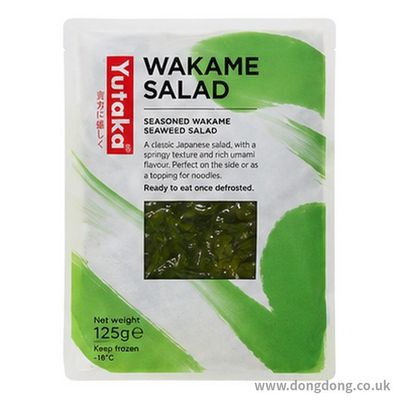 Yutaka®
WAKAME
SALAD
SEASONED WAKAME
SEAWEED SALAD
A classic Japanese salad, with a
springy texture and rich umami
flavour. Perfect on the side or as
a topping for noodles.
Ready to eat once defrosted.
Net weight
125g℮
Keep frozen
-18°C
www.dongdong.co.uk